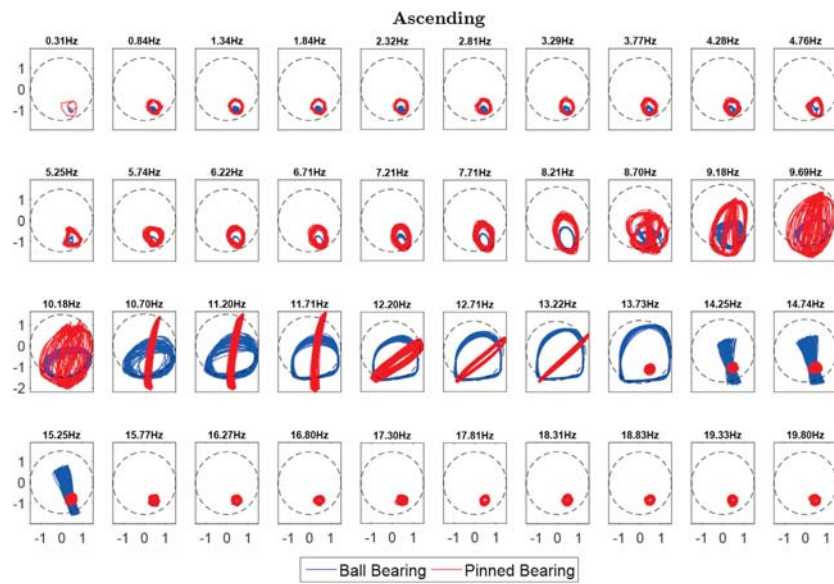 Ascending
0.31Hz 0.84Hz 1.34Hz 1.84Hz 2.32Hz 2.81Hz 3.29Hz 3.77Hz 4.28Hz 4.76Hz
1
0
-1
5.25Hz 5.74Hz 6.22Hz 6.71Hz 7.21Hz 7.71Hz 8.21Hz 8.70Hz 9.18Hz 9.69Hz
1
0
-1
10.18Hz 10.70Hz 11.20Hz 11.71Hz 12.20Hz 12.71Hz 13.22Hz 13.73Hz 14.25Hz 14.74Hz
1
0
-1
-2
15.25Hz 15.77Hz 16.27Hz 16.80Hz 17.30Hz 17.81Hz 18.31Hz 18.83Hz 19.33Hz 19.80Hz
1
0
-1
-1 0 1 -1 0 1 -1 0 1 -1 0 1 -1 0 1 -1 0 1 -1 0 1 -1 0 1 -1 0 1 -1 0 1
Ball Bearing Pinned Bearing